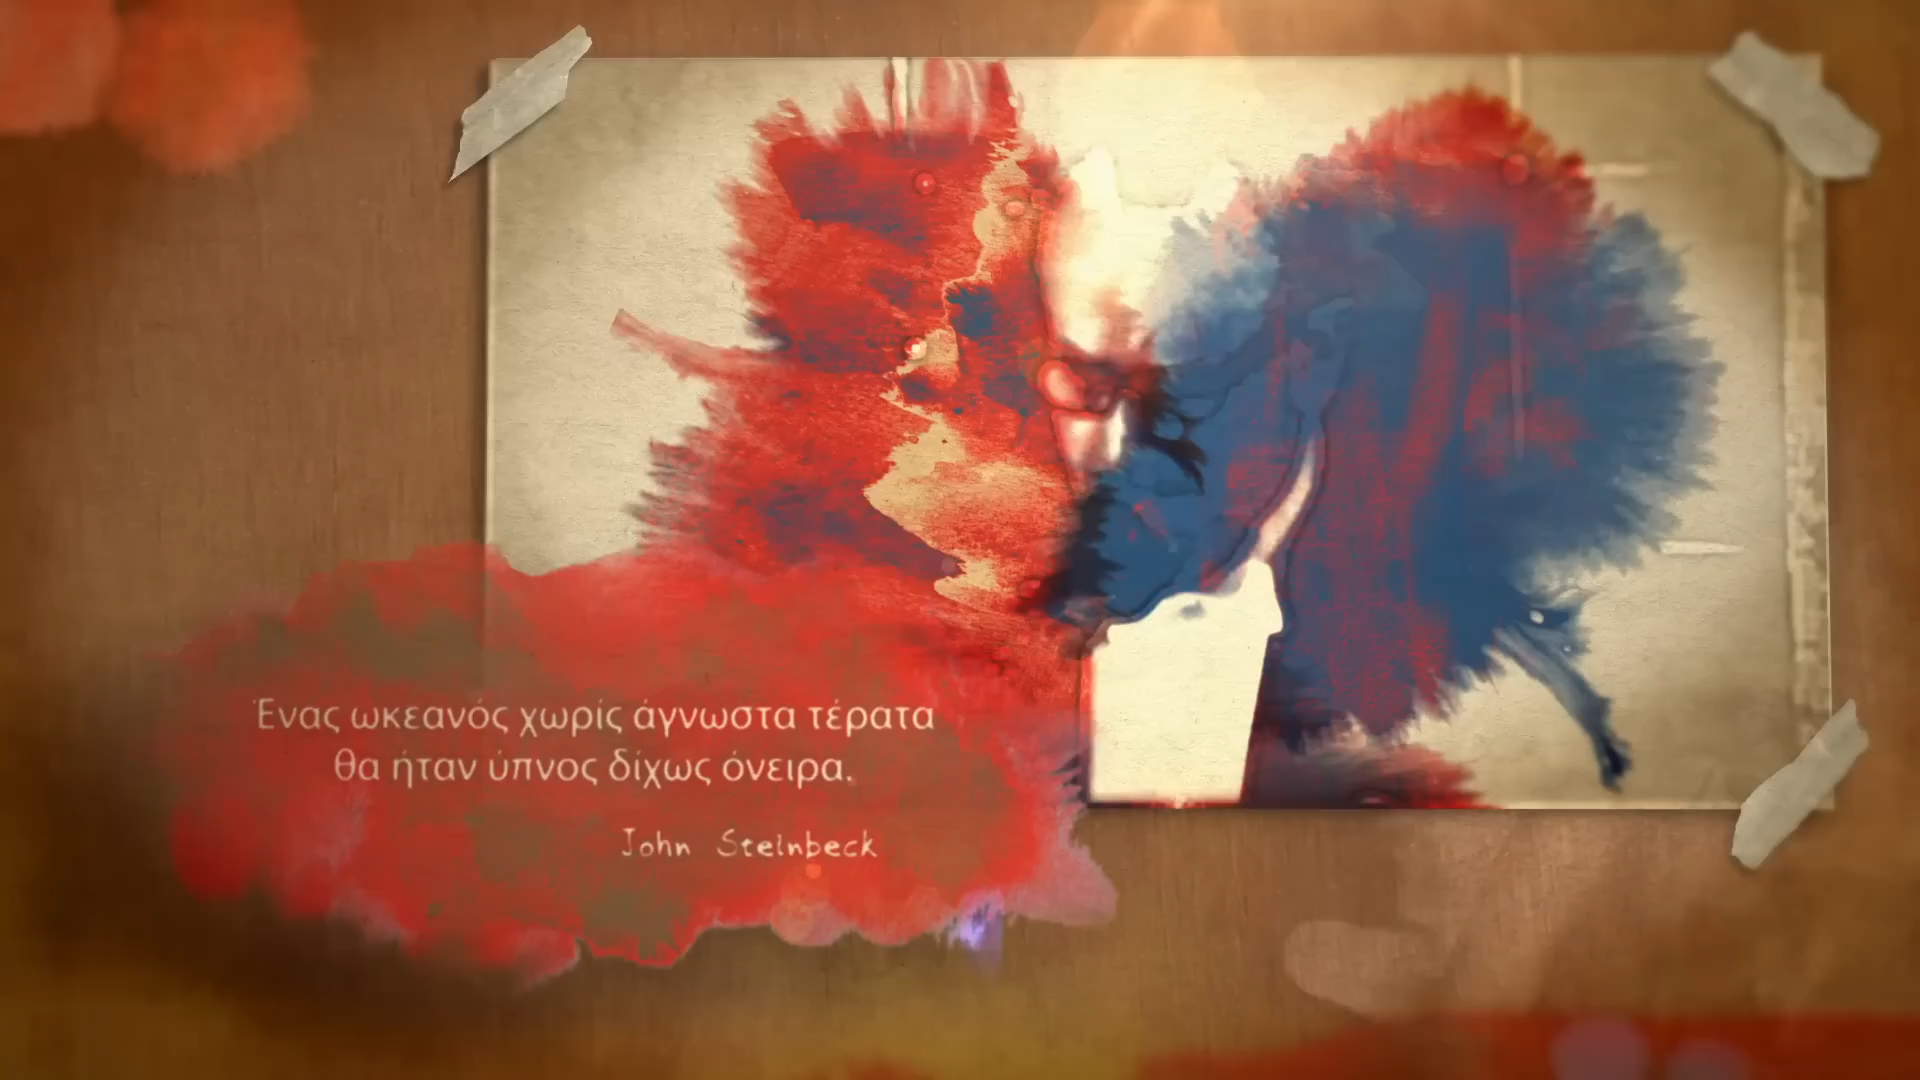 Ένας ωκεανός χωρίς άγνωστα τέρατα
θα ήταν ύπνος δίχως όνειρα.
John Steinbeck